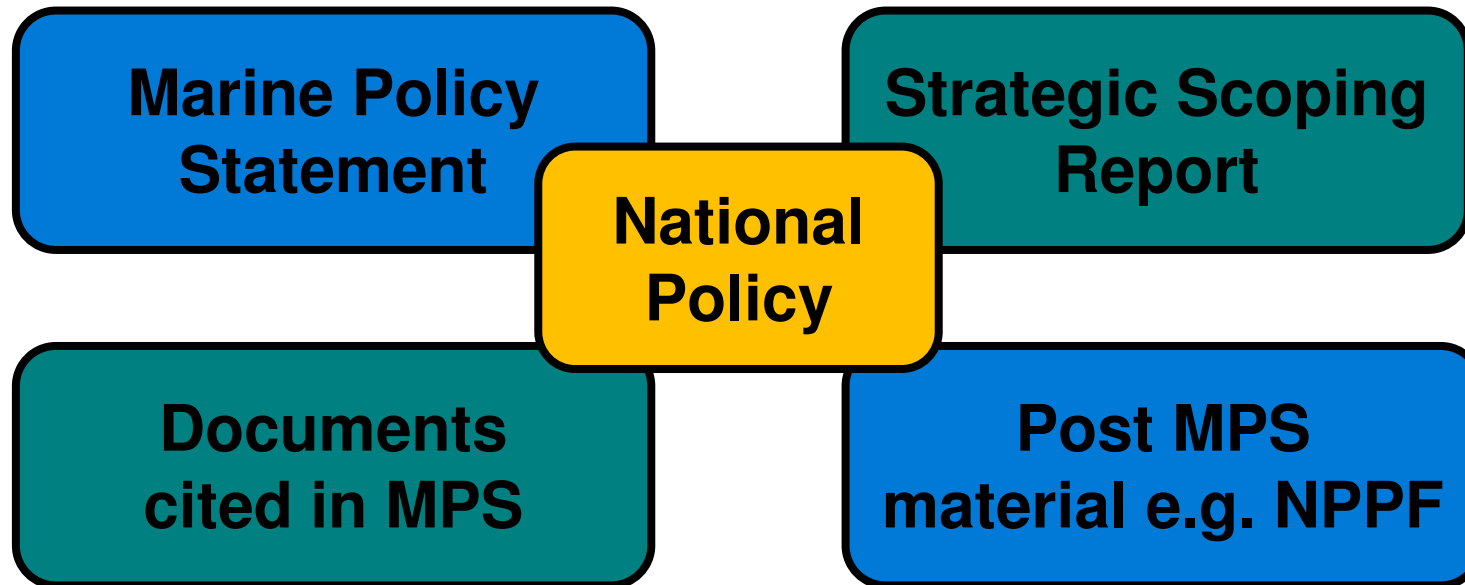 Marine Policy
Statement
Strategic Scoping
Report
National
Policy
Documents
cited in MPS
Post MPS
material e.g. NPPF